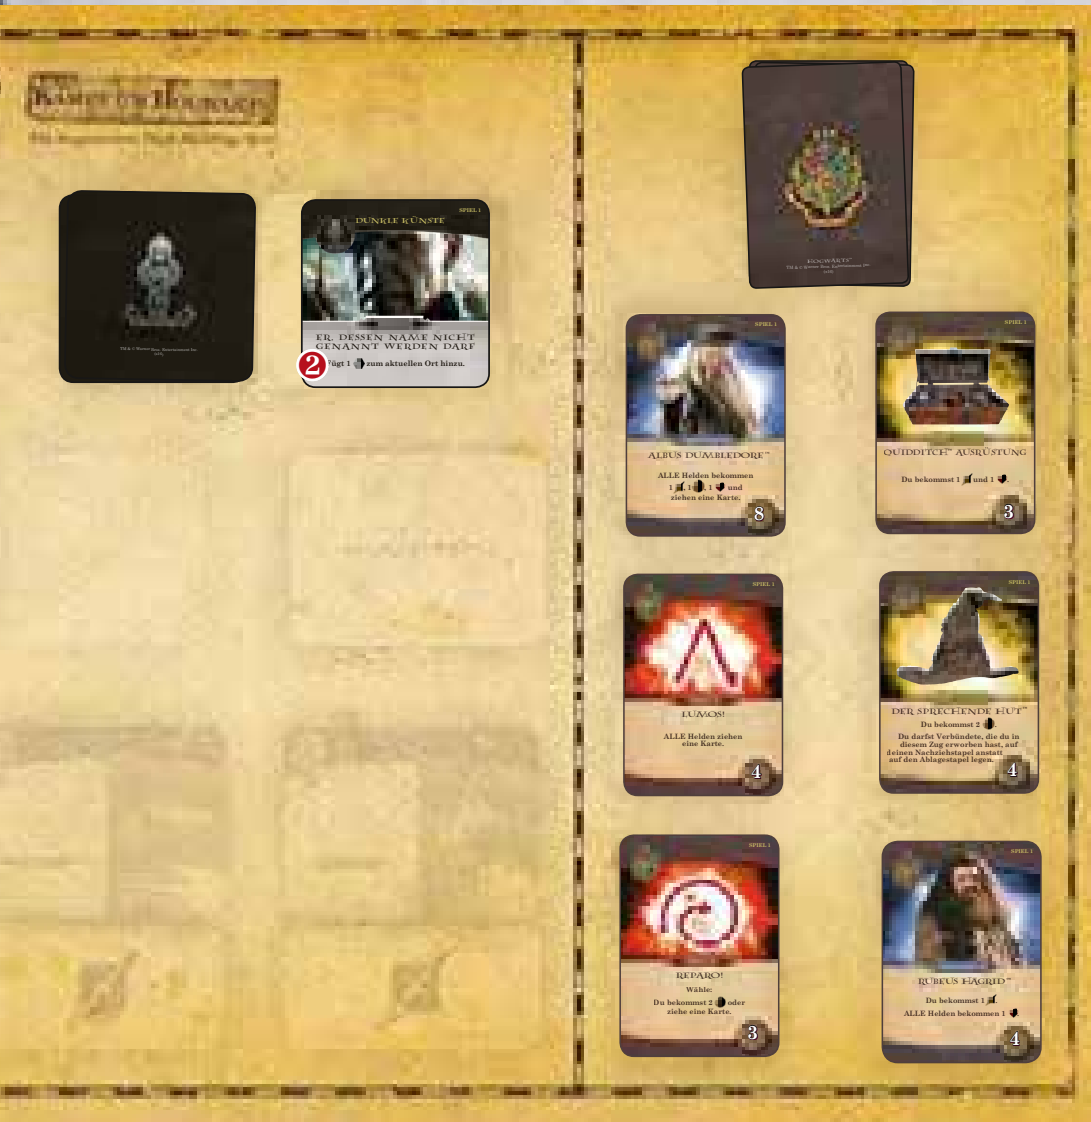 SPIEL 1
DUNKLE KÜNSTE
ER, DESSEN NAME NICHT
GENANNT WERDEN DARF
2
Fügt 1 zum aktuellen Ort hinzu.
HOGWARTS™
SPIEL 1
ALBUS DUMBLEDORE™
ALLE Helden bekommen
1 , 1 , 1 und
ziehen eine Karte.
8
SPIEL 1
QUIDDITCH™ AUSRÜSTUNG
Du bekommst 1 und 1 .
3
SPIEL 1
LUMOS!
ALLE Helden ziehen
eine Karte.
4
SPIEL 1
DER SPRECHENDE HUT™
Du bekommst 2 .
Du darfst Verbündete, die du in
diesem Zug erworben hast, auf
deinen Nachziehstapel anstatt
auf den Ablagestapel legen.
4
SPIEL 1
REPARO!
Wähle:
Du bekommst 2 oder
ziehe eine Karte.
3
SPIEL 1
RUBEUS HAGRID™
Du bekommst 1 .
ALLE Helden bekommen 1 .
4